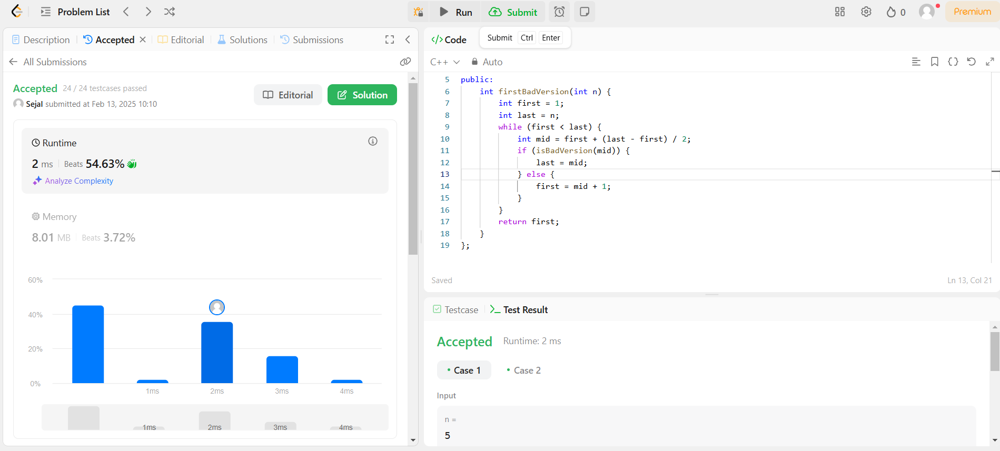 Problem List
Run
Submit
0
Premium
Description
Accepted
Editorial
Solutions
Submissions
All Submissions
Accepted 24 / 24 testcases passed
Sejal submitted at Feb 13, 2025 10:10
Editorial
Solution
Runtime
2 ms Beats 54.63%
Analyze Complexity
Memory
8.01 MB Beats 3.72%
60%
40%
20%
0%
1ms 2ms 3ms 4ms
1ms 2ms 3ms 4ms
</> Code
Submit Ctrl Enter
C++ Auto
5 public:
6 int firstBadVersion(int n) {
7 int first = 1;
8 int last = n;
9 while (first < last) {
10 int mid = first + (last - first) / 2;
11 if (isBadVersion(mid)) {
12 last = mid;
13 } else {
14 first = mid + 1;
15 }
16 }
17 return first;
18 }
19 };
Saved
Ln 13, Col 21
Testcase
Test Result
Accepted Runtime: 2 ms
• Case 1 • Case 2
Input
n =
5